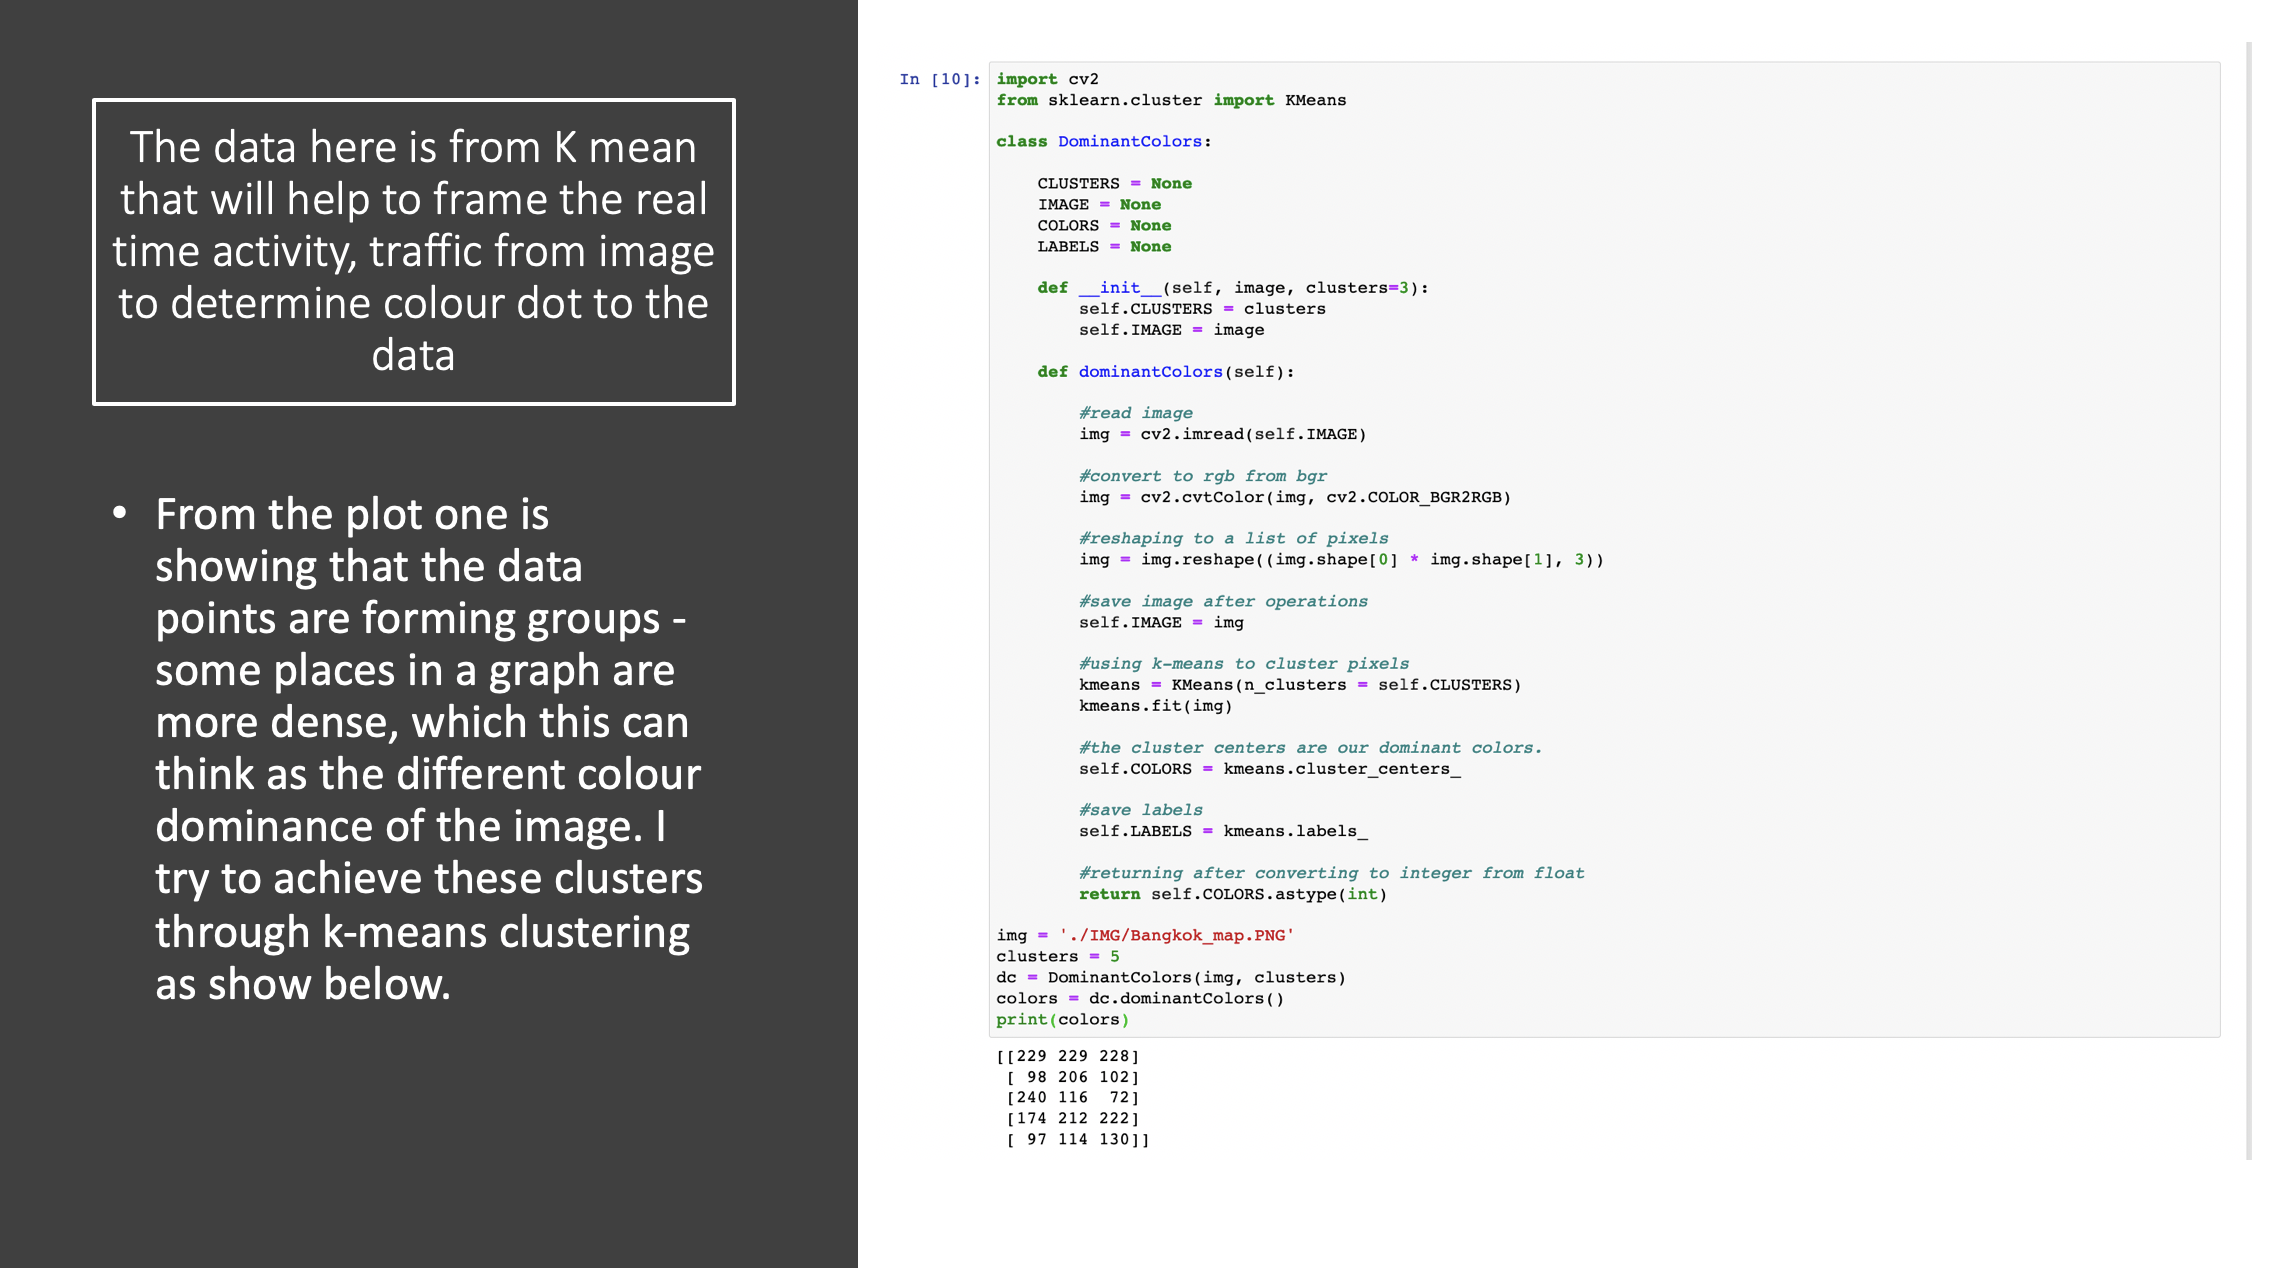 The data here is from K mean
that will help to frame the real
time activity, traffic from image
to determine colour dot to the
data
• From the plot one is
showing that the data
points are forming groups -
some places in a graph are
more dense, which this can
think as the different colour
dominance of the image. I
try to achieve these clusters
through k-means clustering
as show below.
In [10]:
import cv2
from sklearn.cluster import KMeans
class DominantColors:
    CLUSTERS = None
    IMAGE = None
    COLORS = None
    LABELS = None
    def __init__(self, image, clusters=3):
        self.CLUSTERS = clusters
        self.IMAGE = image
    def dominantColors(self):
        #read image
        img = cv2.imread(self.IMAGE)
        #convert to rgb from bgr
        img = cv2.cvtColor(img, cv2.COLOR_BGR2RGB)
        #reshaping to a list of pixels
        img = img.reshape((img.shape[0] * img.shape[1], 3))
        #save image after operations
        self.IMAGE = img
        #using k-means to cluster pixels
        kmeans = KMeans(n_clusters = self.CLUSTERS)
        kmeans.fit(img)
        #the cluster centers are our dominant colors.
        self.COLORS = kmeans.cluster_centers_
        #save labels
        self.LABELS = kmeans.labels_
        #returning after converting to integer from float
        return self.COLORS.astype(int)
img = './IMG/Bangkok_map.PNG'
clusters = 5
dc = DominantColors(img, clusters)
colors = dc.dominantColors()
print(colors)
[[229 229 228]
 [ 98 206 102]
 [240 116  72]
 [174 212 222]
 [ 97 114 130]]